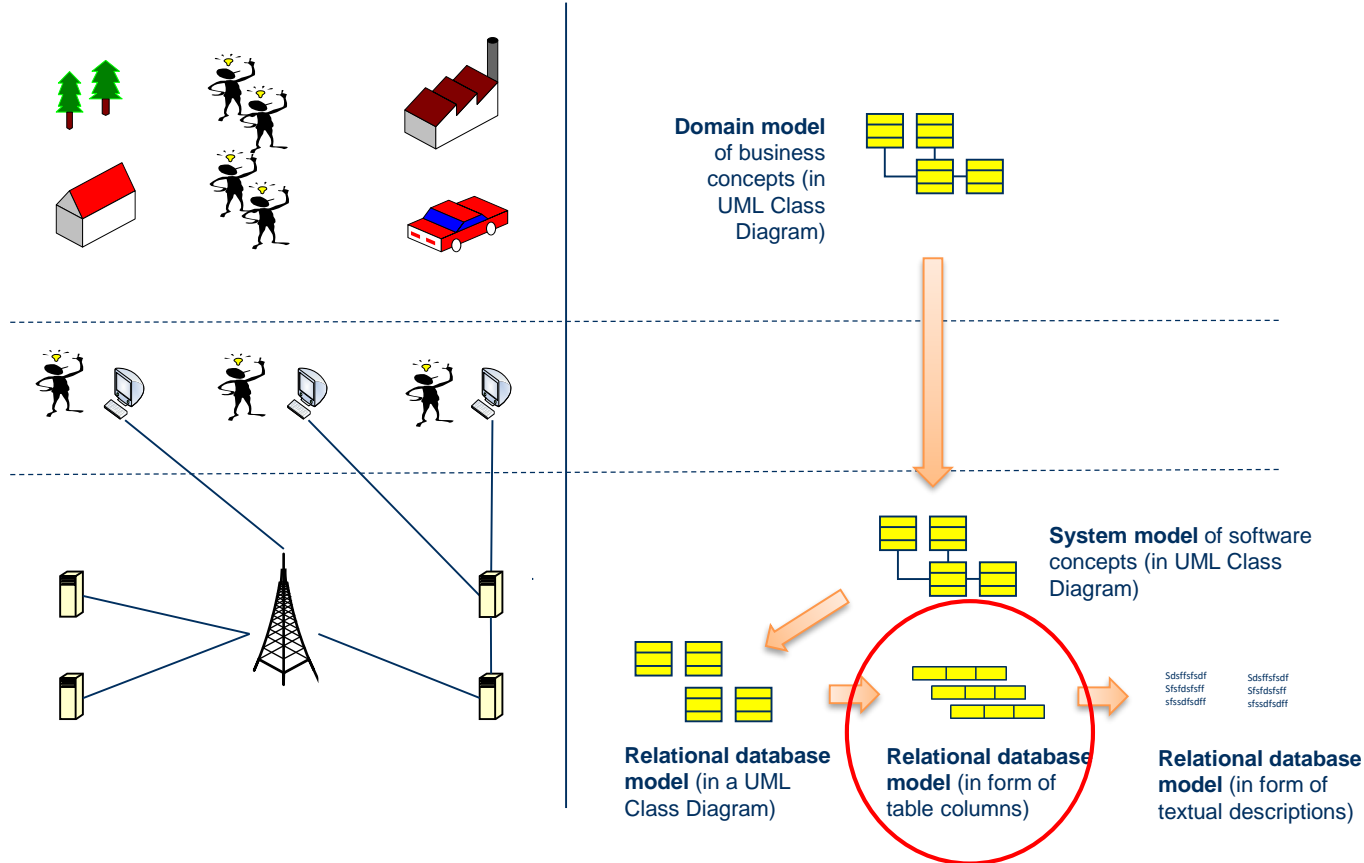 Domain model
of business
concepts (in
UML Class
Diagram)
System model of software
concepts (in UML Class
Diagram)
Relational database
model (in a UML
Class Diagram)
Relational database
model (in form of
table columns)
Sdsffsfsdf
Sfsfdsfsff
sfssdfsdff
Sdsffsfsdf
Sfsfdsfsff
sfssdfsdff
Relational database
model (in form of
textual descriptions)